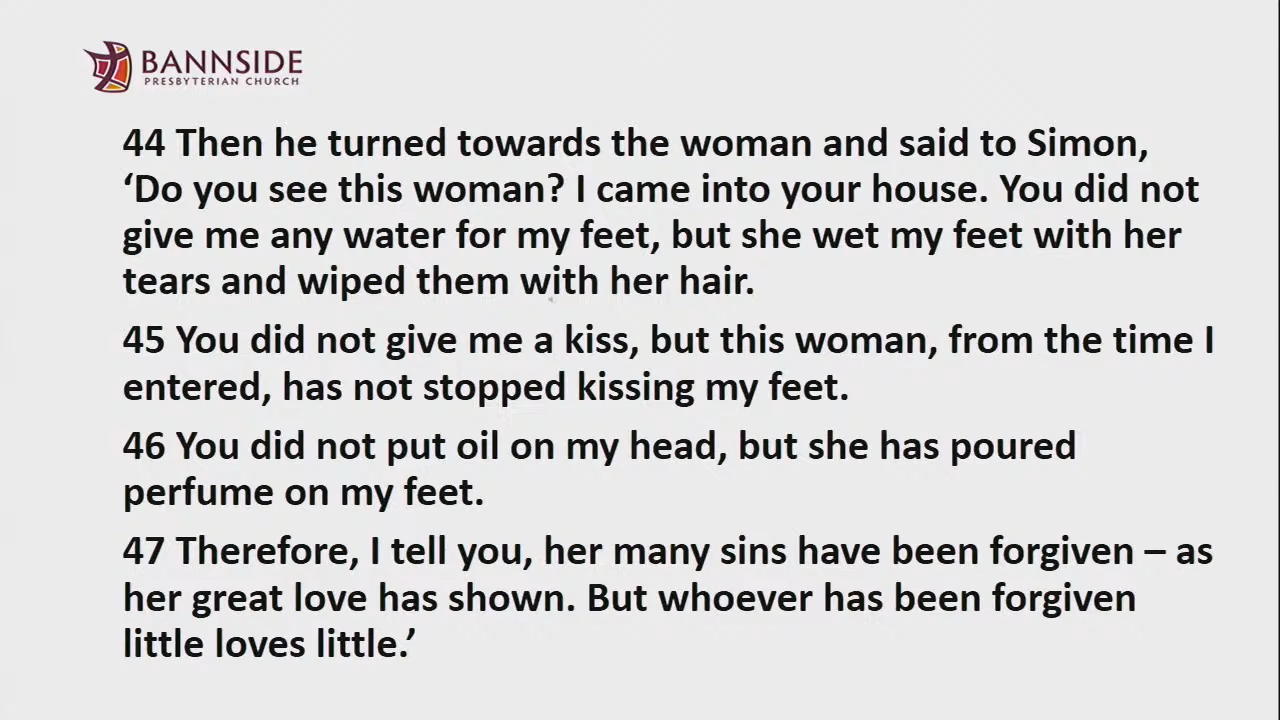 BANNSIDE
PRESBYTERIAN CHURCH
44 Then he turned towards the woman and said to Simon,
‘Do you see this woman? I came into your house. You did not
give me any water for my feet, but she wet my feet with her
tears and wiped them with her hair.
45 You did not give me a kiss, but this woman, from the time I
entered, has not stopped kissing my feet.
46 You did not put oil on my head, but she has poured
perfume on my feet.
47 Therefore, I tell you, her many sins have been forgiven – as
her great love has shown. But whoever has been forgiven
little loves little.’